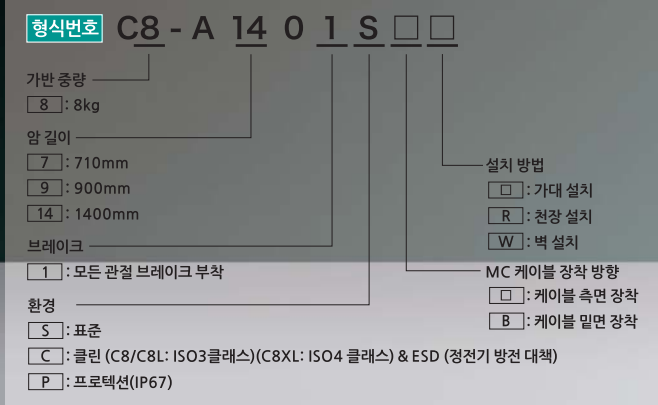 형식번호 C8 - A 14 0 1 S □ □
가반 중량
8 : 8kg
암 길이
7 : 710mm
9 : 900mm
14 : 1400mm
브레이크
1 : 모든 관절 브레이크 부착
환경
S : 표준
C : 클린 (C8/C8L: ISO3클래스)(C8XL: ISO4 클래스) & ESD (정전기 방전 대책)
P : 프로텍션(IP67)
설치 방법
□ : 가대 설치
R : 천장 설치
W : 벽 설치
MC 케이블 장착 방향
□ : 케이블 측면 장착
B : 케이블 밑면 장착